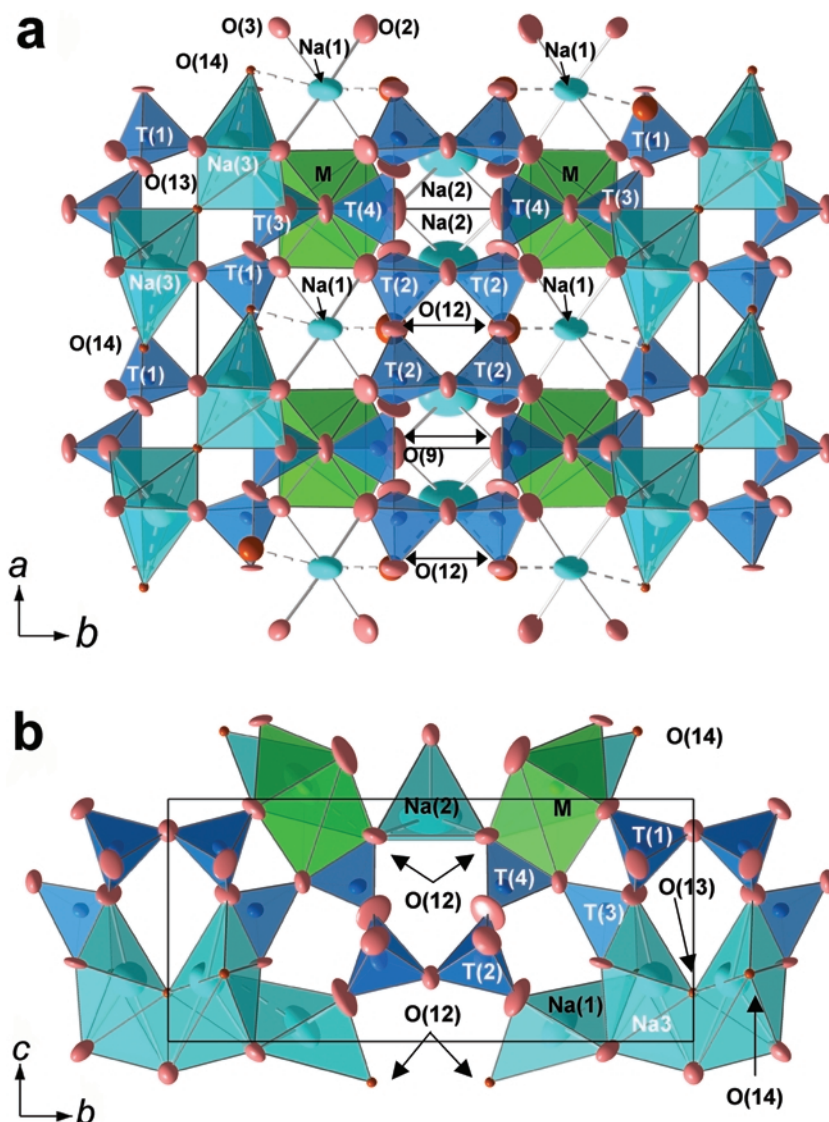 a
O(3) O(2)
Na(1) Na(1)
O(14)
T(1) T(1)
Na(3) M Na(2) M
O(13) T(3)
T(3) T(4) Na(2) T(4)
Na(3) T(1) Na(1) T(2) T(2) Na(1)
O(12)
O(14)
T(1) T(2) T(2)
O(9)
O(12)
a
b
b
O(14)
Na(2) M
T(1)
T(4) O(13)
O(12) T(3)
T(2)
O(12) Na(1) Na3
c
b O(14)